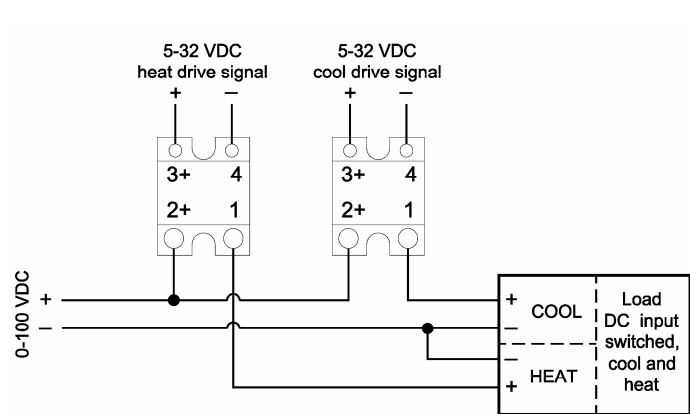 5-32 VDC
heat drive signal
+ −
5-32 VDC
cool drive signal
+ −
3+ 4
2+ 1
3+ 4
2+ 1
0-100 VDC
+
−
+
COOL
−
−
HEAT
+
Load
DC input
switched,
cool and
heat